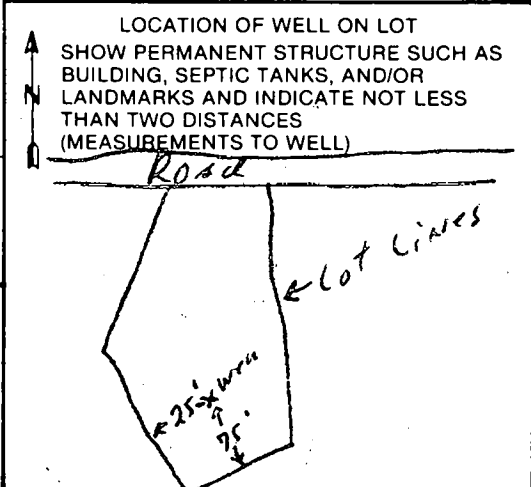 LOCATION OF WELL ON LOT
SHOW PERMANENT STRUCTURE SUCH AS
BUILDING, SEPTIC TANKS, AND/OR
N LANDMARKS AND INDICATE NOT LESS
THAN TWO DISTANCES
(MEASUREMENTS TO WELL)
Road
Lot Lines
25' x well
75'